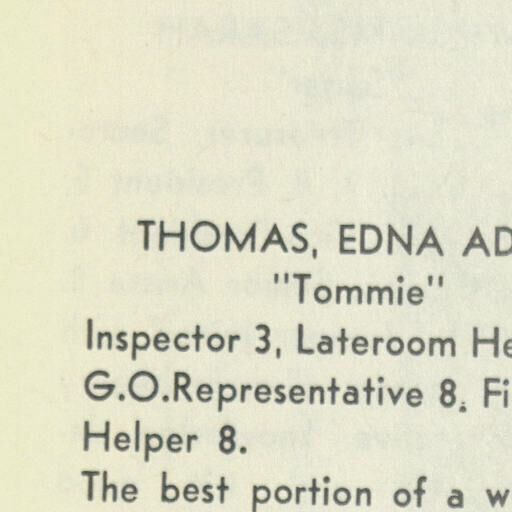 THOMAS, EDNA AD
"Tommie"
Inspector 3, Lateroom He
G.O.Representative 8. Fi
Helper 8.
The best portion of a w